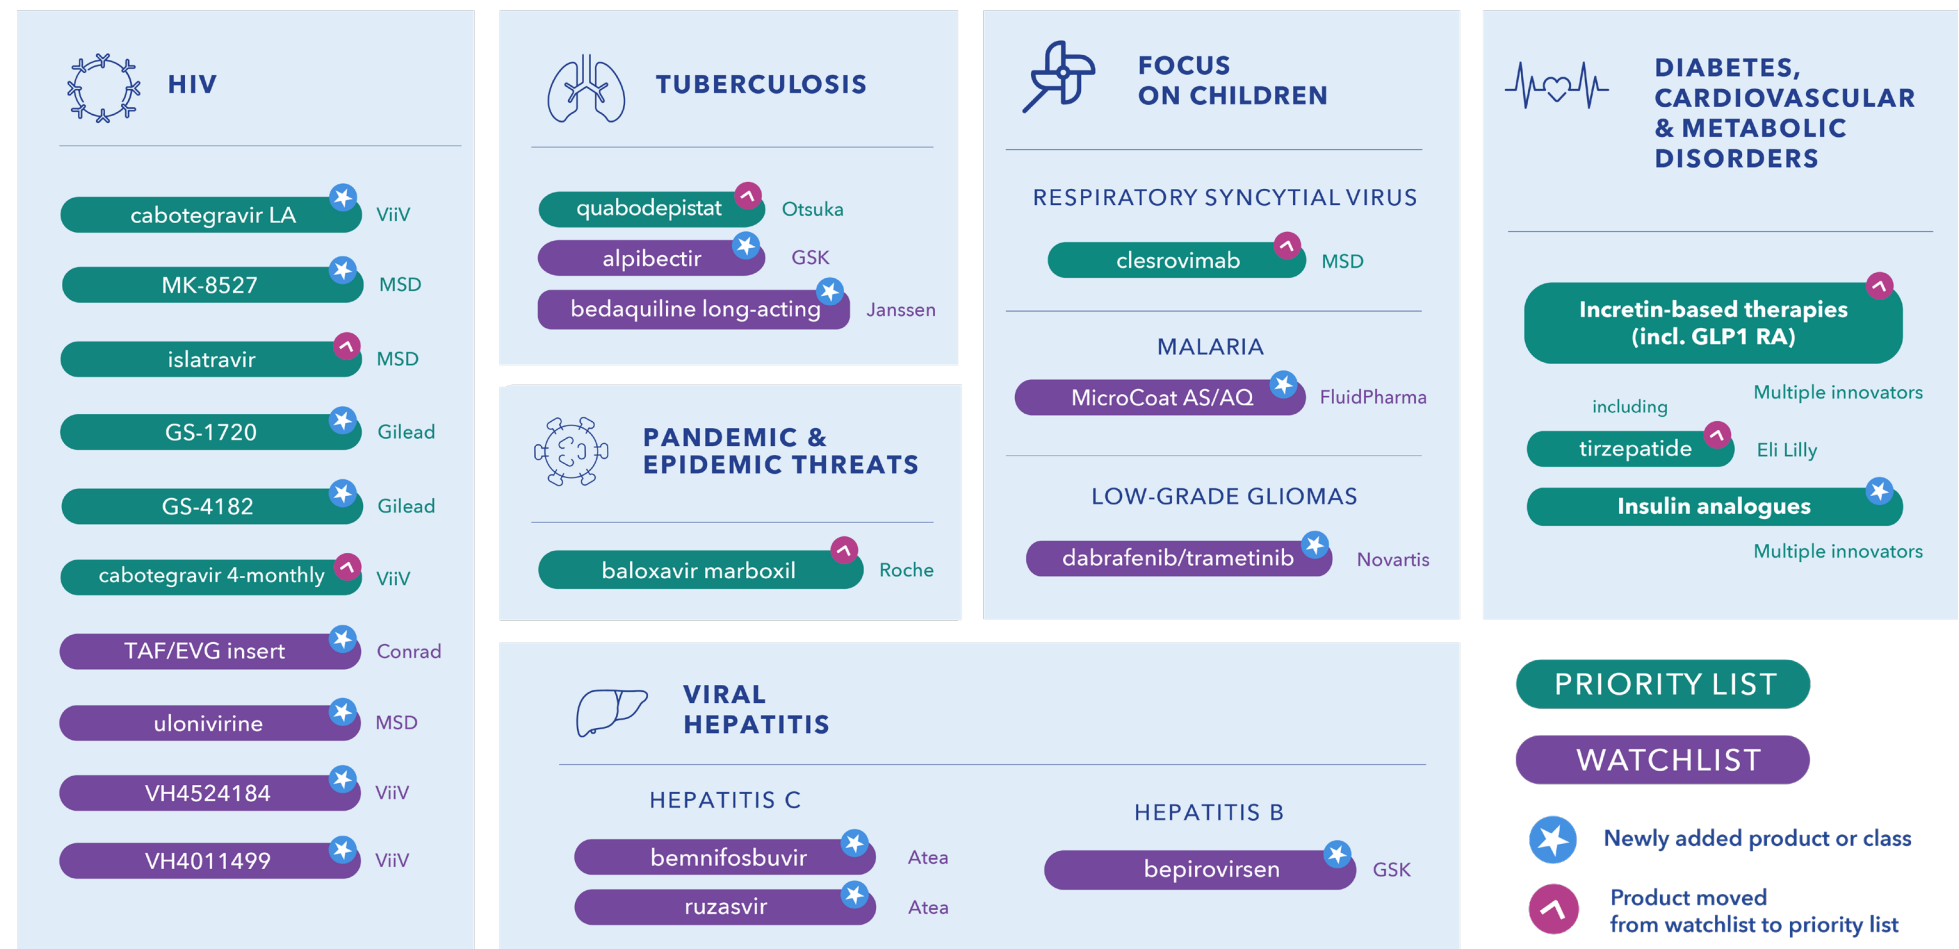 HIV
cabotegravir LA
ViiV
MK-8527
MSD
islatravir
MSD
GS-1720
Gilead
GS-4182
Gilead
cabotegravir 4-monthly
ViiV
TAF/EVG insert
Conrad
ulonivirine
MSD
VH4524184
ViiV
VH4011499
ViiV
TUBERCULOSIS
quabodepistat
Otsuka
alpibectir
GSK
bedaquiline long-acting
Janssen
PANDEMIC &
EPIDEMIC THREATS
baloxavir marboxil
Roche
FOCUS
ON CHILDREN
RESPIRATORY SYNCYTIAL VIRUS
clesrovimab
MSD
MALARIA
MicroCoat AS/AQ
FluidPharma
LOW-GRADE GLIOMAS
dabrafenib/trametinib
Novartis
DIABETES,
CARDIOVASCULAR
& METABOLIC
DISORDERS
Incretin-based therapies
(incl. GLP1 RA)
Multiple innovators
including
tirzepatide
Eli Lilly
Insulin analogues
Multiple innovators
VIRAL
HEPATITIS
HEPATITIS C
bemnifosbuvir
Atea
ruzasvir
Atea
HEPATITIS B
bepirovirsen
GSK
PRIORITY LIST
WATCHLIST
Newly added product or class
Product moved
from watchlist to priority list